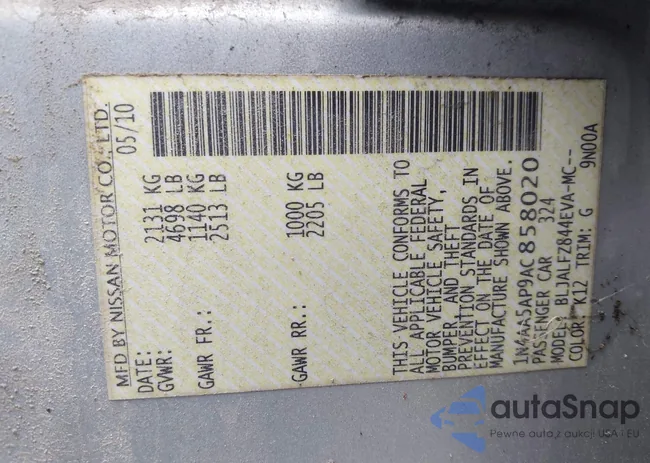 MFD BY NISSAN MOTOR CO., LTD.
DATE: 05/10
GVWR: 2131 KG
4698 LB
GAWR FR.: 1140 KG
2513 LB
GAWR RR.: 1000 KG
2205 LB
THIS VEHICLE CONFORMS TO
ALL APPLICABLE FEDERAL
MOTOR VEHICLE SAFETY,
BUMPER, AND THEFT
PREVENTION STANDARDS IN
EFFECT ON THE DATE OF
MANUFACTURE SHOWN ABOVE.
1N4AA5AP9AC858020
PASSENGER CAR 324
MODEL: BLJALFZ844EVA-MC--
COLOR: K12 TRIM: G 9N00A
autaSnap
Pewne auta z aukcji USA i EU